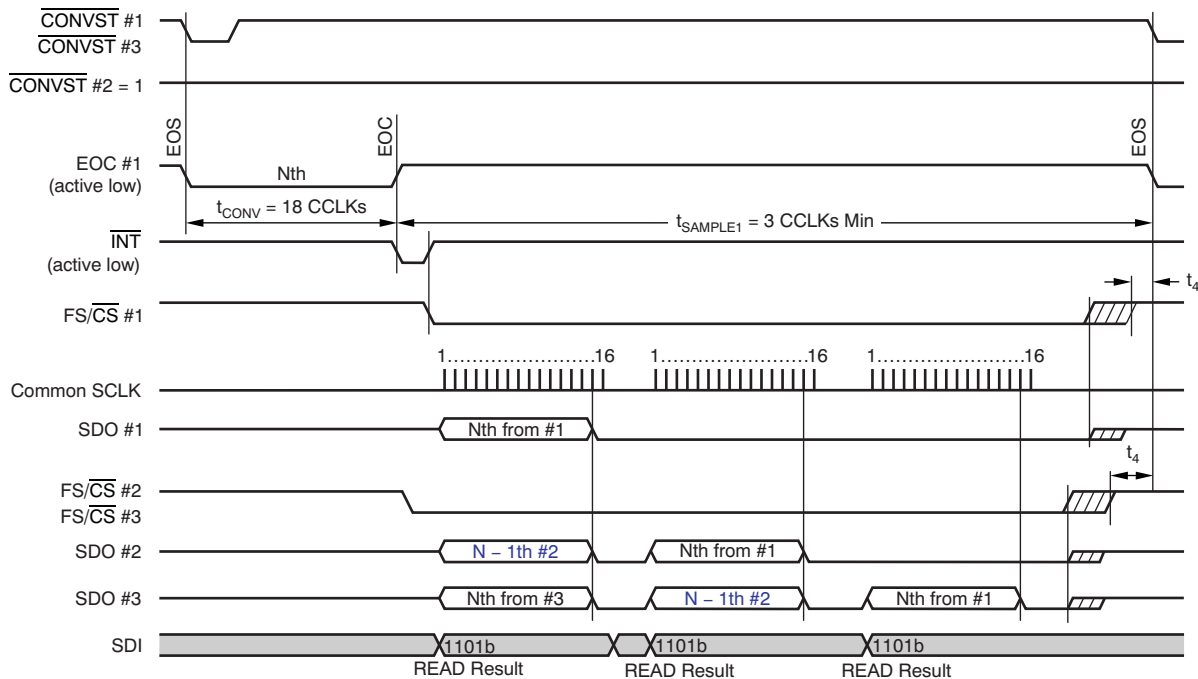 CONVST #1
CONVST #3
CONVST #2 = 1
EOS
EOC
EOS
EOC #1
(active low)
Nth
tCONV = 18 CCLKs
tSAMPLE1 = 3 CCLKs Min
INT
(active low)
t4
FS/CS #1
1.......................16
1.......................16
1.......................16
Common SCLK
SDO #1
Nth from #1
t4
FS/CS #2
FS/CS #3
SDO #2
N – 1th #2
Nth from #1
SDO #3
Nth from #3
N – 1th #2
Nth from #1
SDI
1101b
1101b
1101b
READ Result
READ Result
READ Result